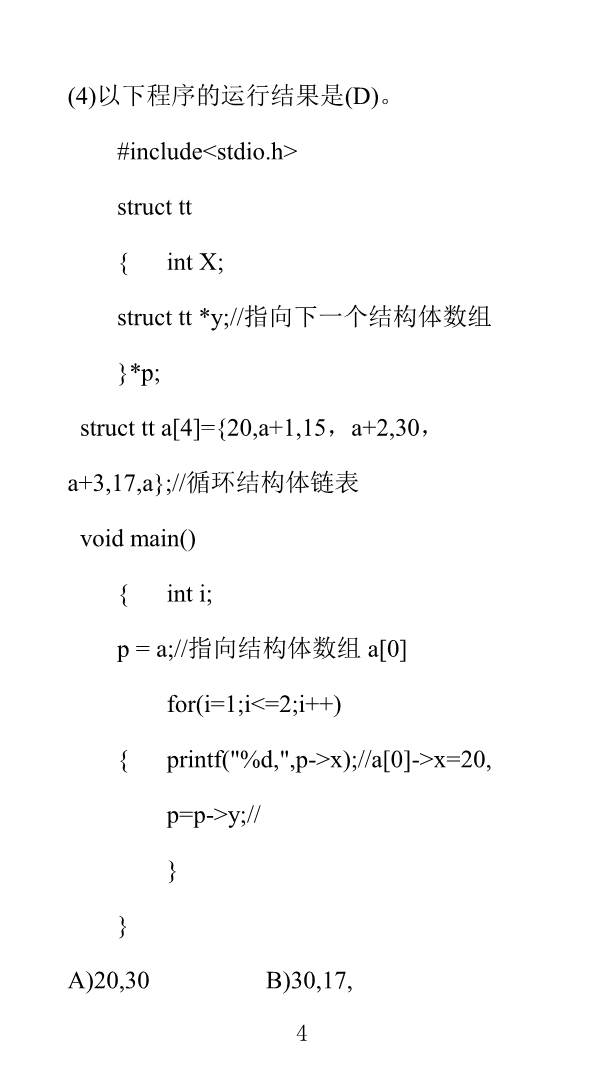 (4)以下程序的运行结果是(D)。
#include<stdio.h>
struct tt
{ int X;
struct tt *y;//指向下一个结构体数组
}*p;
struct tt a[4]={20,a+1,15，a+2,30，
a+3,17,a};//循环结构体链表
void main()
{ int i;
p = a;//指向结构体数组 a[0]
for(i=1;i<=2;i++)
{ printf("%d,",p->x);//a[0]->x=20,
p=p->y;//
}
}
A)20,30 B)30,17,
4